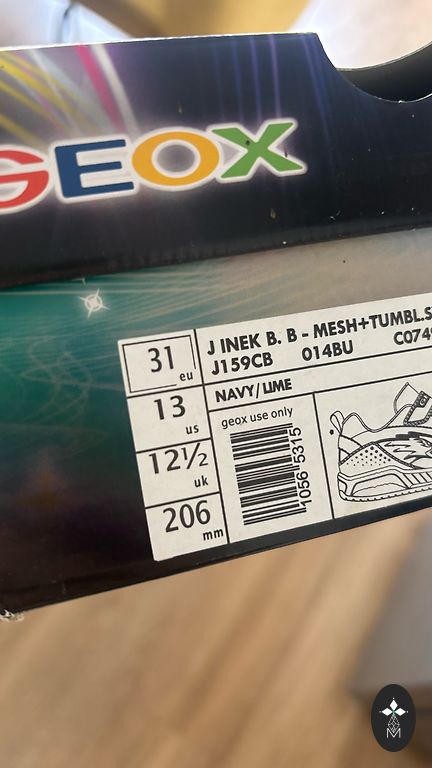 GEOX
31 eu
13 us
12½ uk
206 mm
J INEK B. B - MESH+TUMBL.S
J159CB 014BU C074
NAVY/LIME
geox use only
1056 5315
M